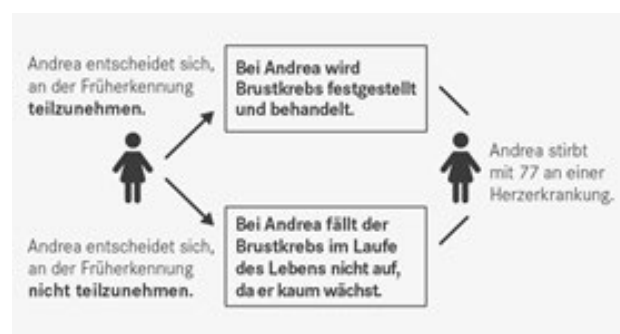 Andrea entscheidet sich,
an der Früherkennung
teilzunehmen.
Bei Andrea wird
Brustkrebs festgestellt
und behandelt.
Andrea stirbt
mit 77 an einer
Herzerkrankung.
Andrea entscheidet sich,
an der Früherkennung
nicht teilzunehmen.
Bei Andrea fällt der
Brustkrebs im Laufe
des Lebens nicht auf,
da er kaum wächst.